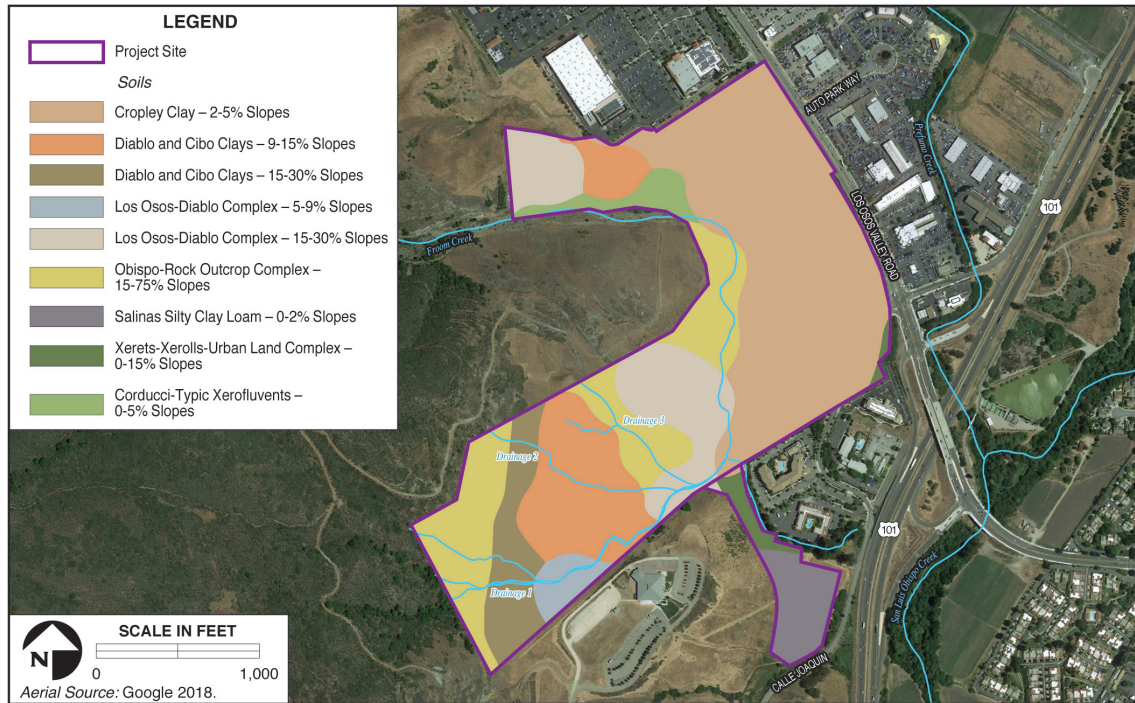 LEGEND
Project Site
Soils
Cropley Clay – 2-5% Slopes
Diablo and Cibo Clays – 9-15% Slopes
Diablo and Cibo Clays – 15-30% Slopes
Los Osos-Diablo Complex – 5-9% Slopes
Los Osos-Diablo Complex – 15-30% Slopes
Obispo-Rock Outcrop Complex –
15-75% Slopes
Salinas Silty Clay Loam – 0-2% Slopes
Xerets-Xerolls-Urban Land Complex –
0-15% Slopes
Corducci-Typic Xerofluvents –
0-5% Slopes
AUTO PARK WAY
Prefumo Creek
LOS OSOS VALLEY ROAD
101
Froom Creek
Drainage 3
Drainage 2
Drainage 1
101
San Luis Obispo Creek
CALLE JOAQUIN
N
SCALE IN FEET
0 1,000
Aerial Source: Google 2018.